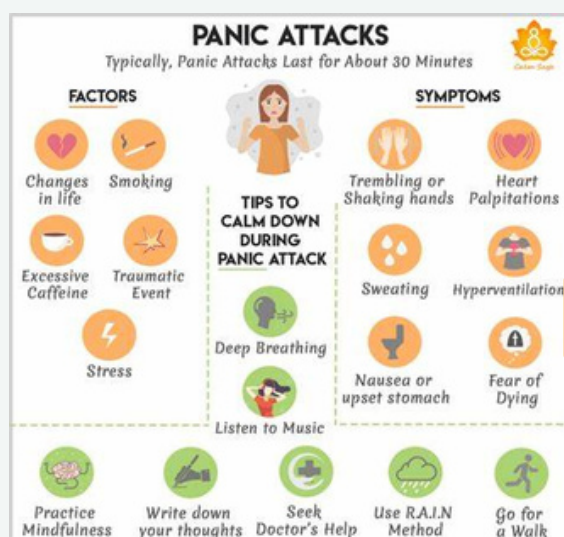 PANIC ATTACKS
Typically, Panic Attacks Last for About 30 Minutes
Calm Sage
FACTORS
Changes
in life
Smoking
Excessive
Caffeine
Traumatic
Event
Stress
TIPS TO
CALM DOWN
DURING
PANIC ATTACK
Deep Breathing
Listen to Music
SYMPTOMS
Trembling or
Shaking hands
Heart
Palpitations
Sweating
Hyperventilation
Nausea or
upset stomach
Fear of
Dying
Practice
Mindfulness
Write down
your thoughts
Seek
Doctor's Help
Use R.A.I.N
Method
Go for
a Walk